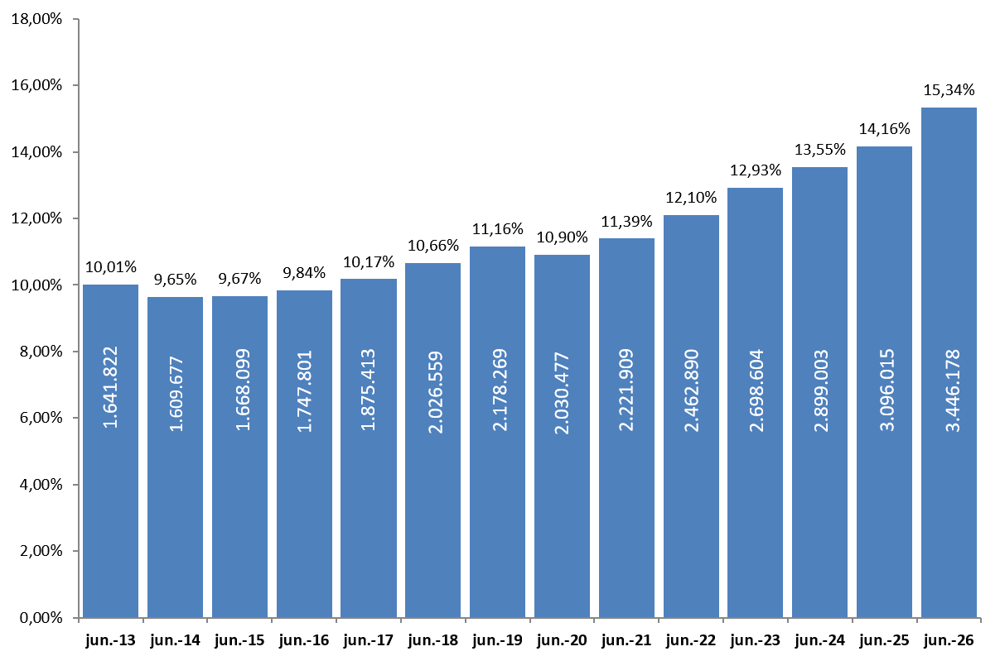 18,00%
16,00%
14,00%
12,00%
10,00%
8,00%
6,00%
4,00%
2,00%
0,00%
10,01%
9,65%
9,67%
9,84%
10,17%
10,66%
11,16%
10,90%
11,39%
12,10%
12,93%
13,55%
14,16%
15,34%
1.641.822
1.609.677
1.668.099
1.747.801
1.875.413
2.026.559
2.178.269
2.030.477
2.221.909
2.462.890
2.698.604
2.899.003
3.096.015
3.446.178
jun.-13
jun.-14
jun.-15
jun.-16
jun.-17
jun.-18
jun.-19
jun.-20
jun.-21
jun.-22
jun.-23
jun.-24
jun.-25
jun.-26